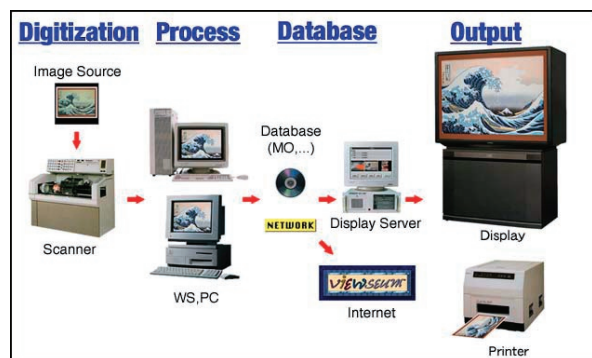 Digitization
Process
Database
Output
Image Source
Scanner
WS,PC
Database
(MO,...)
NETWORK
Display Server
VIEWSEUM
Internet
Display
Printer